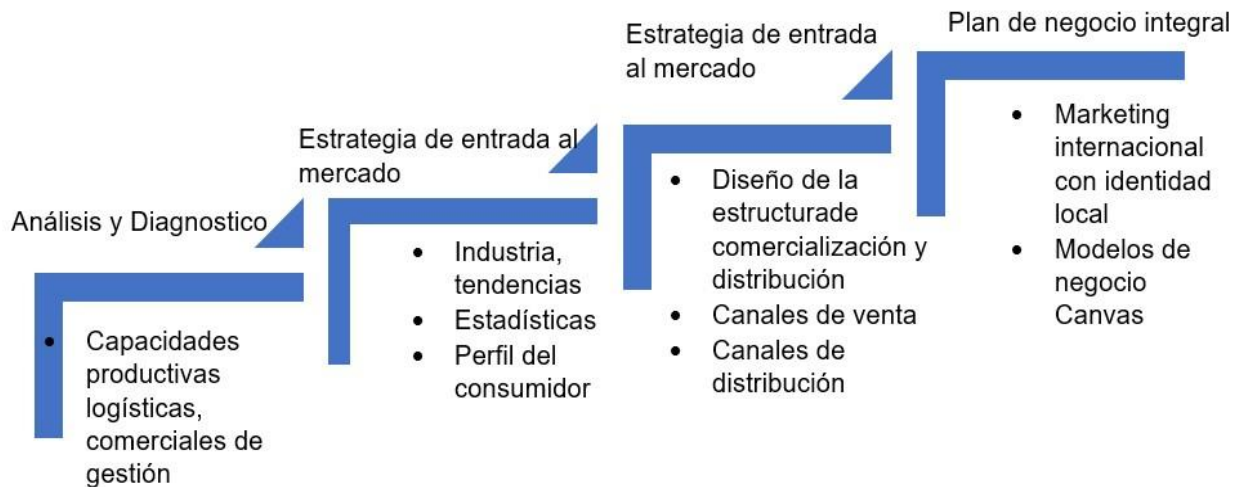 Análisis y Diagnostico
• Capacidades
productivas
logísticas,
comerciales de
gestión
Estrategia de entrada al
mercado
• Industria,
tendencias
• Estadísticas
• Perfil del
consumidor
Estrategia de entrada
al mercado
• Diseño de la
estructurade
comercialización y
distribución
• Canales de venta
• Canales de
distribución
Plan de negocio integral
• Marketing
internacional
con identidad
local
• Modelos de
negocio
Canvas